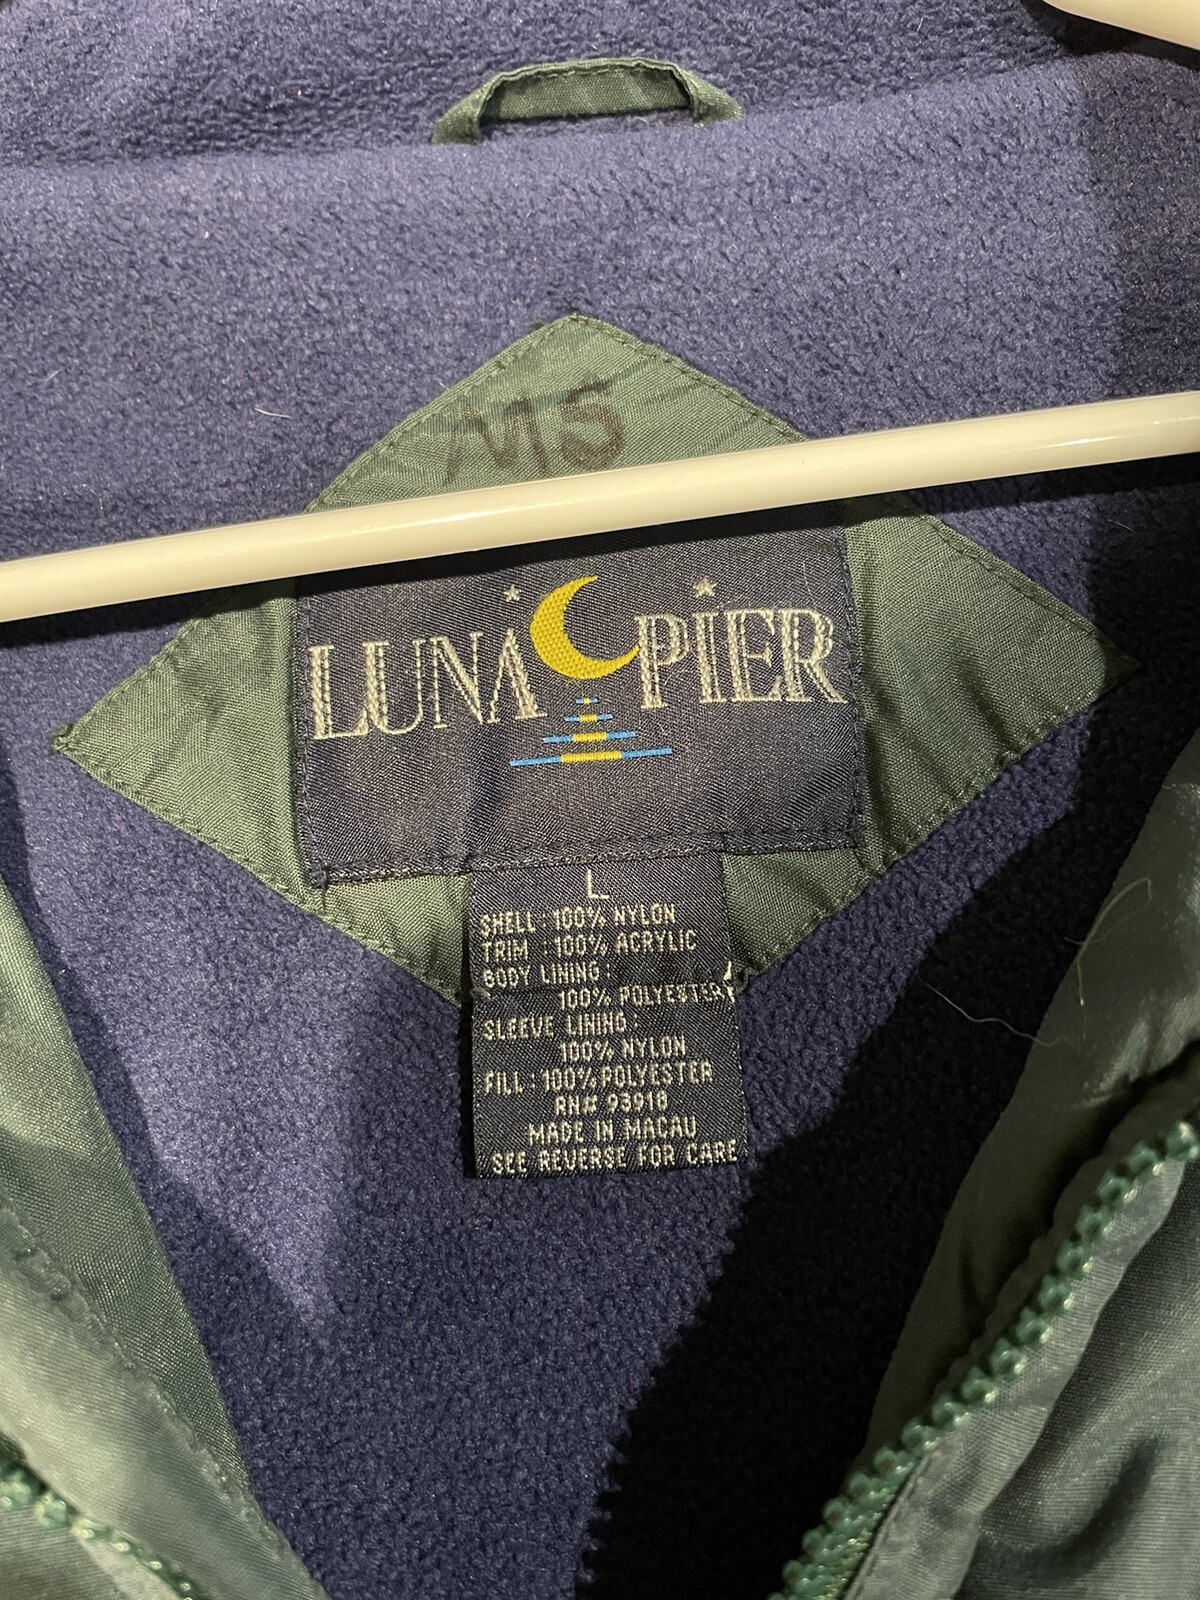 MS
LUNA PIER
L
SHELL : 100% NYLON
TRIM : 100% ACRYLIC
BODY LINING :
100% POLYESTER
SLEEVE LINING :
100% NYLON
FILL : 100% POLYESTER
RN# 93918
MADE IN MACAU
SEE REVERSE FOR CARE